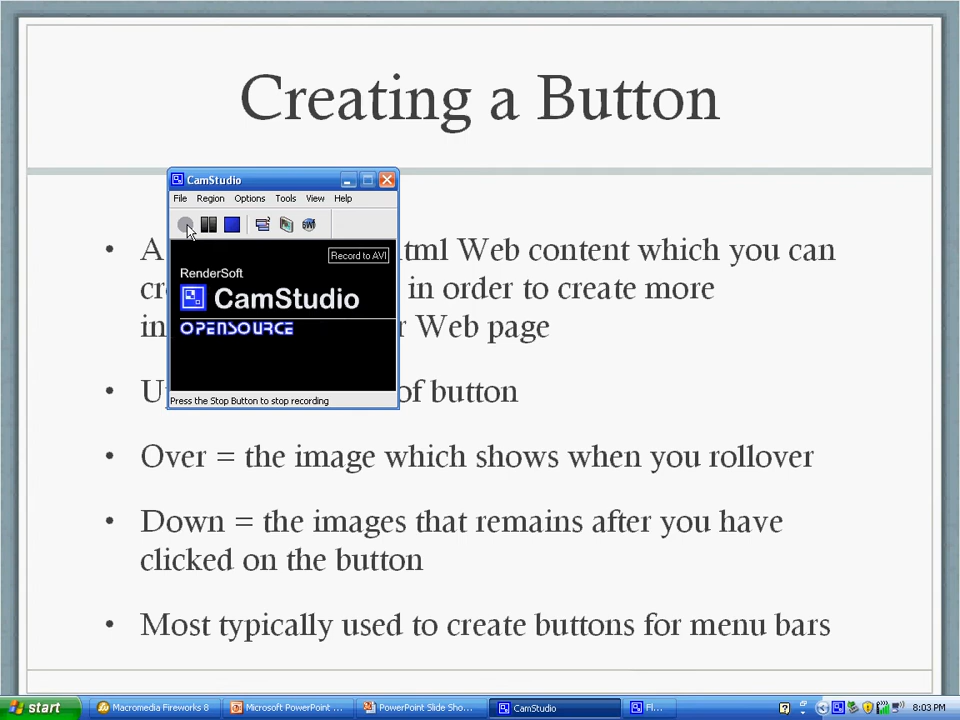 Creating a Button
CamStudio
File Region Options Tools View Help
Record to AVI
RenderSoft
CamStudio
OPENSOURCE
Press the Stop Button to stop recording
• A html Web content which you can
in order to create more
Web page
• of button
• Over = the image which shows when you rollover
• Down = the images that remains after you have
clicked on the button
• Most typically used to create buttons for menu bars
start Macromedia Fireworks 8 Microsoft PowerPoint ... PowerPoint Slide Sho... CamStudio Fl... 8:03 PM